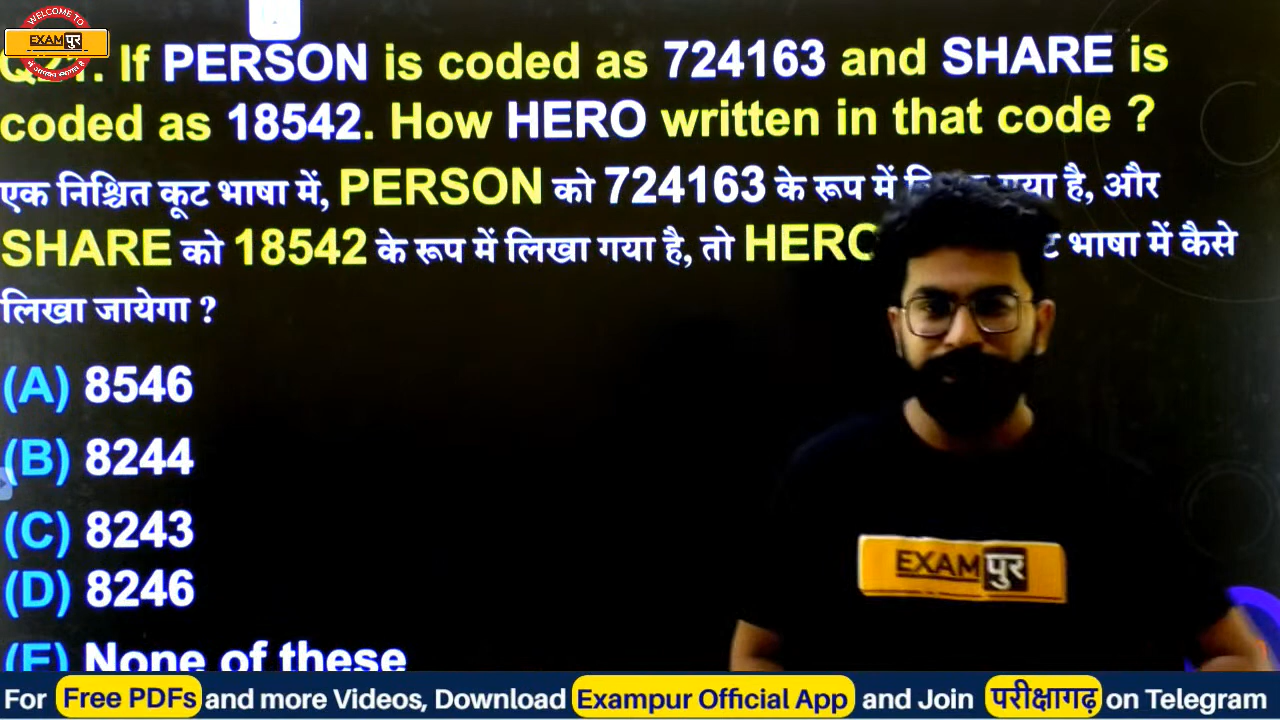 WELCOME TO
EXAMपुर
If PERSON is coded as 724163 and SHARE is
coded as 18542. How HERO written in that code ?
एक निश्चित कूट भाषा में, PERSON को 724163 के रूप में गया है, और
SHARE को 18542 के रूप में लिखा गया है, तो HERO भाषा में कैसे
लिखा जायेगा ?
(A) 8546
(B) 8244
(C) 8243
(D) 8246
(E) None of these
EXAMपुर
For Free PDFs and more Videos, Download Exampur Official App and Join परीक्षागढ़ on Telegram